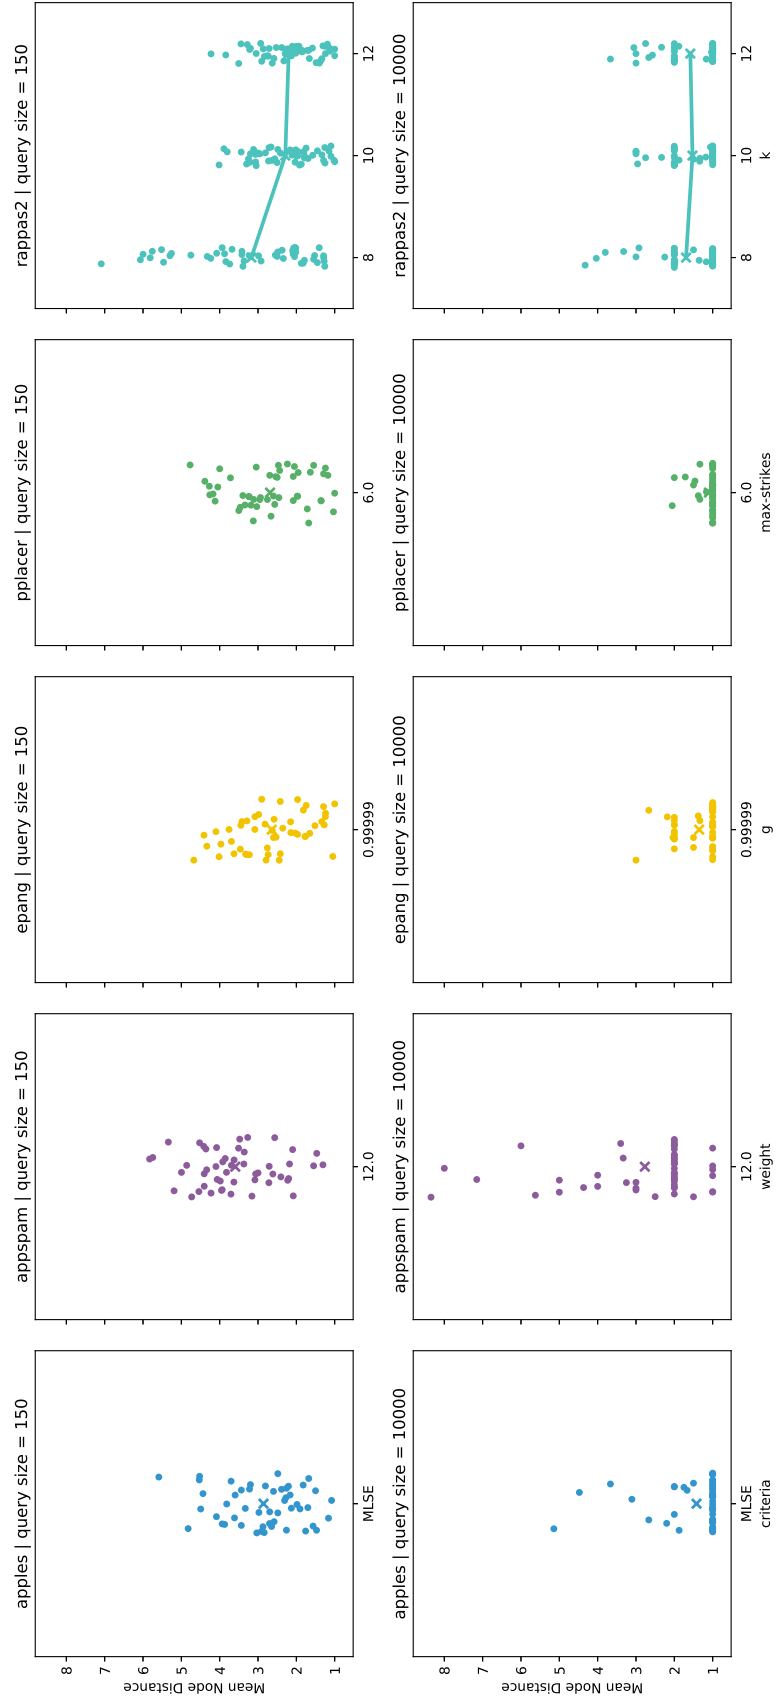 apples | query size = 150
appspam | query size = 150
epang | query size = 150
pplacer | query size = 150
rappas2 | query size = 150
Mean Node Distance
8
7
6
5
4
3
2
1
MLSE
12.0
0.99999
6.0
8
10
12
apples | query size = 10000
appspam | query size = 10000
epang | query size = 10000
pplacer | query size = 10000
rappas2 | query size = 10000
Mean Node Distance
8
7
6
5
4
3
2
1
MLSE
12.0
0.99999
6.0
8
10
12
criteria
weight
g
max-strikes
k